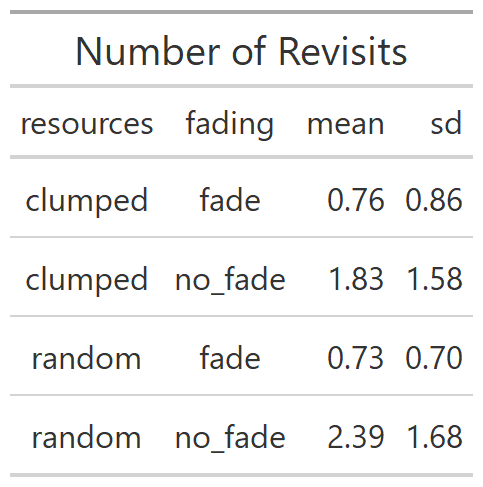 Number of Revisits
resources fading mean sd
clumped fade 0.76 0.86
clumped no_fade 1.83 1.58
random fade 0.73 0.70
random no_fade 2.39 1.68